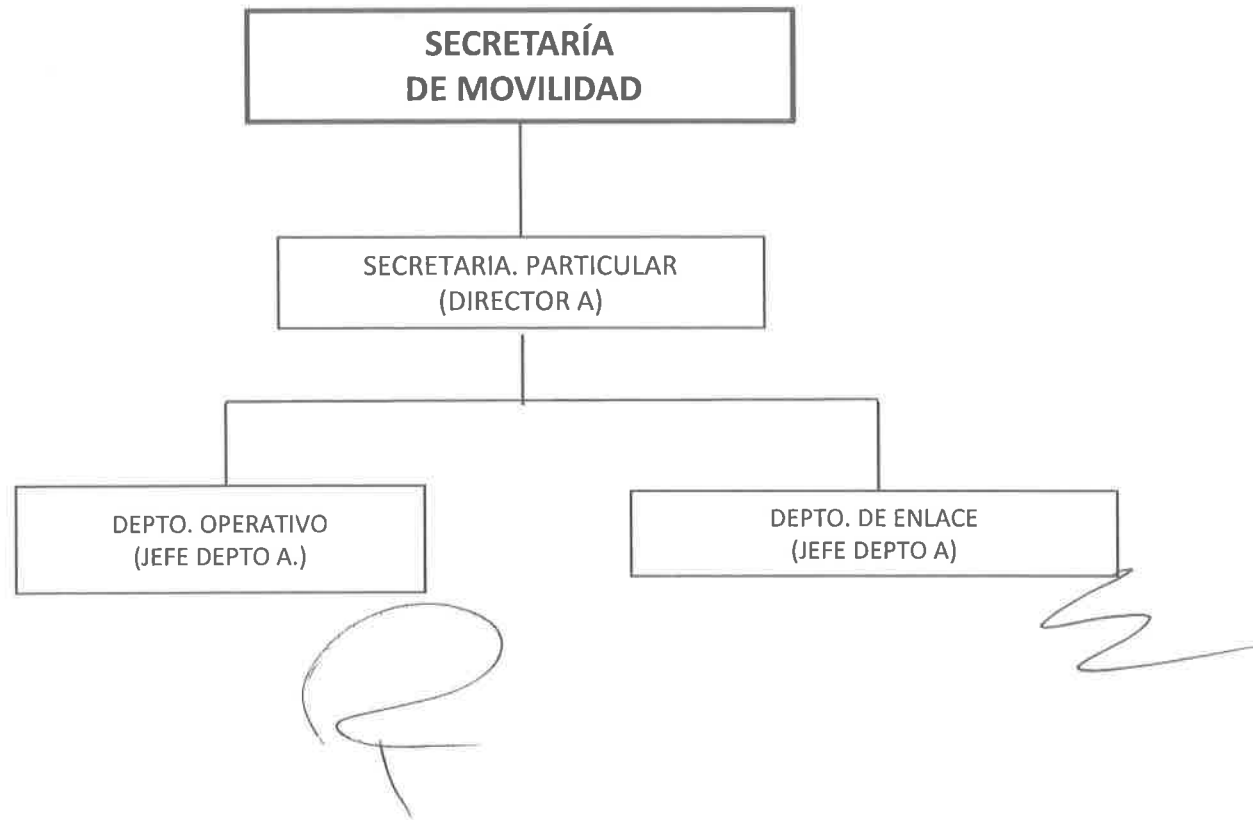 SECRETARÍA
DE MOVILIDAD
SECRETARIA. PARTICULAR
(DIRECTOR A)
DEPTO. OPERATIVO
(JEFE DEPTO A.)
DEPTO. DE ENLACE
(JEFE DEPTO A)